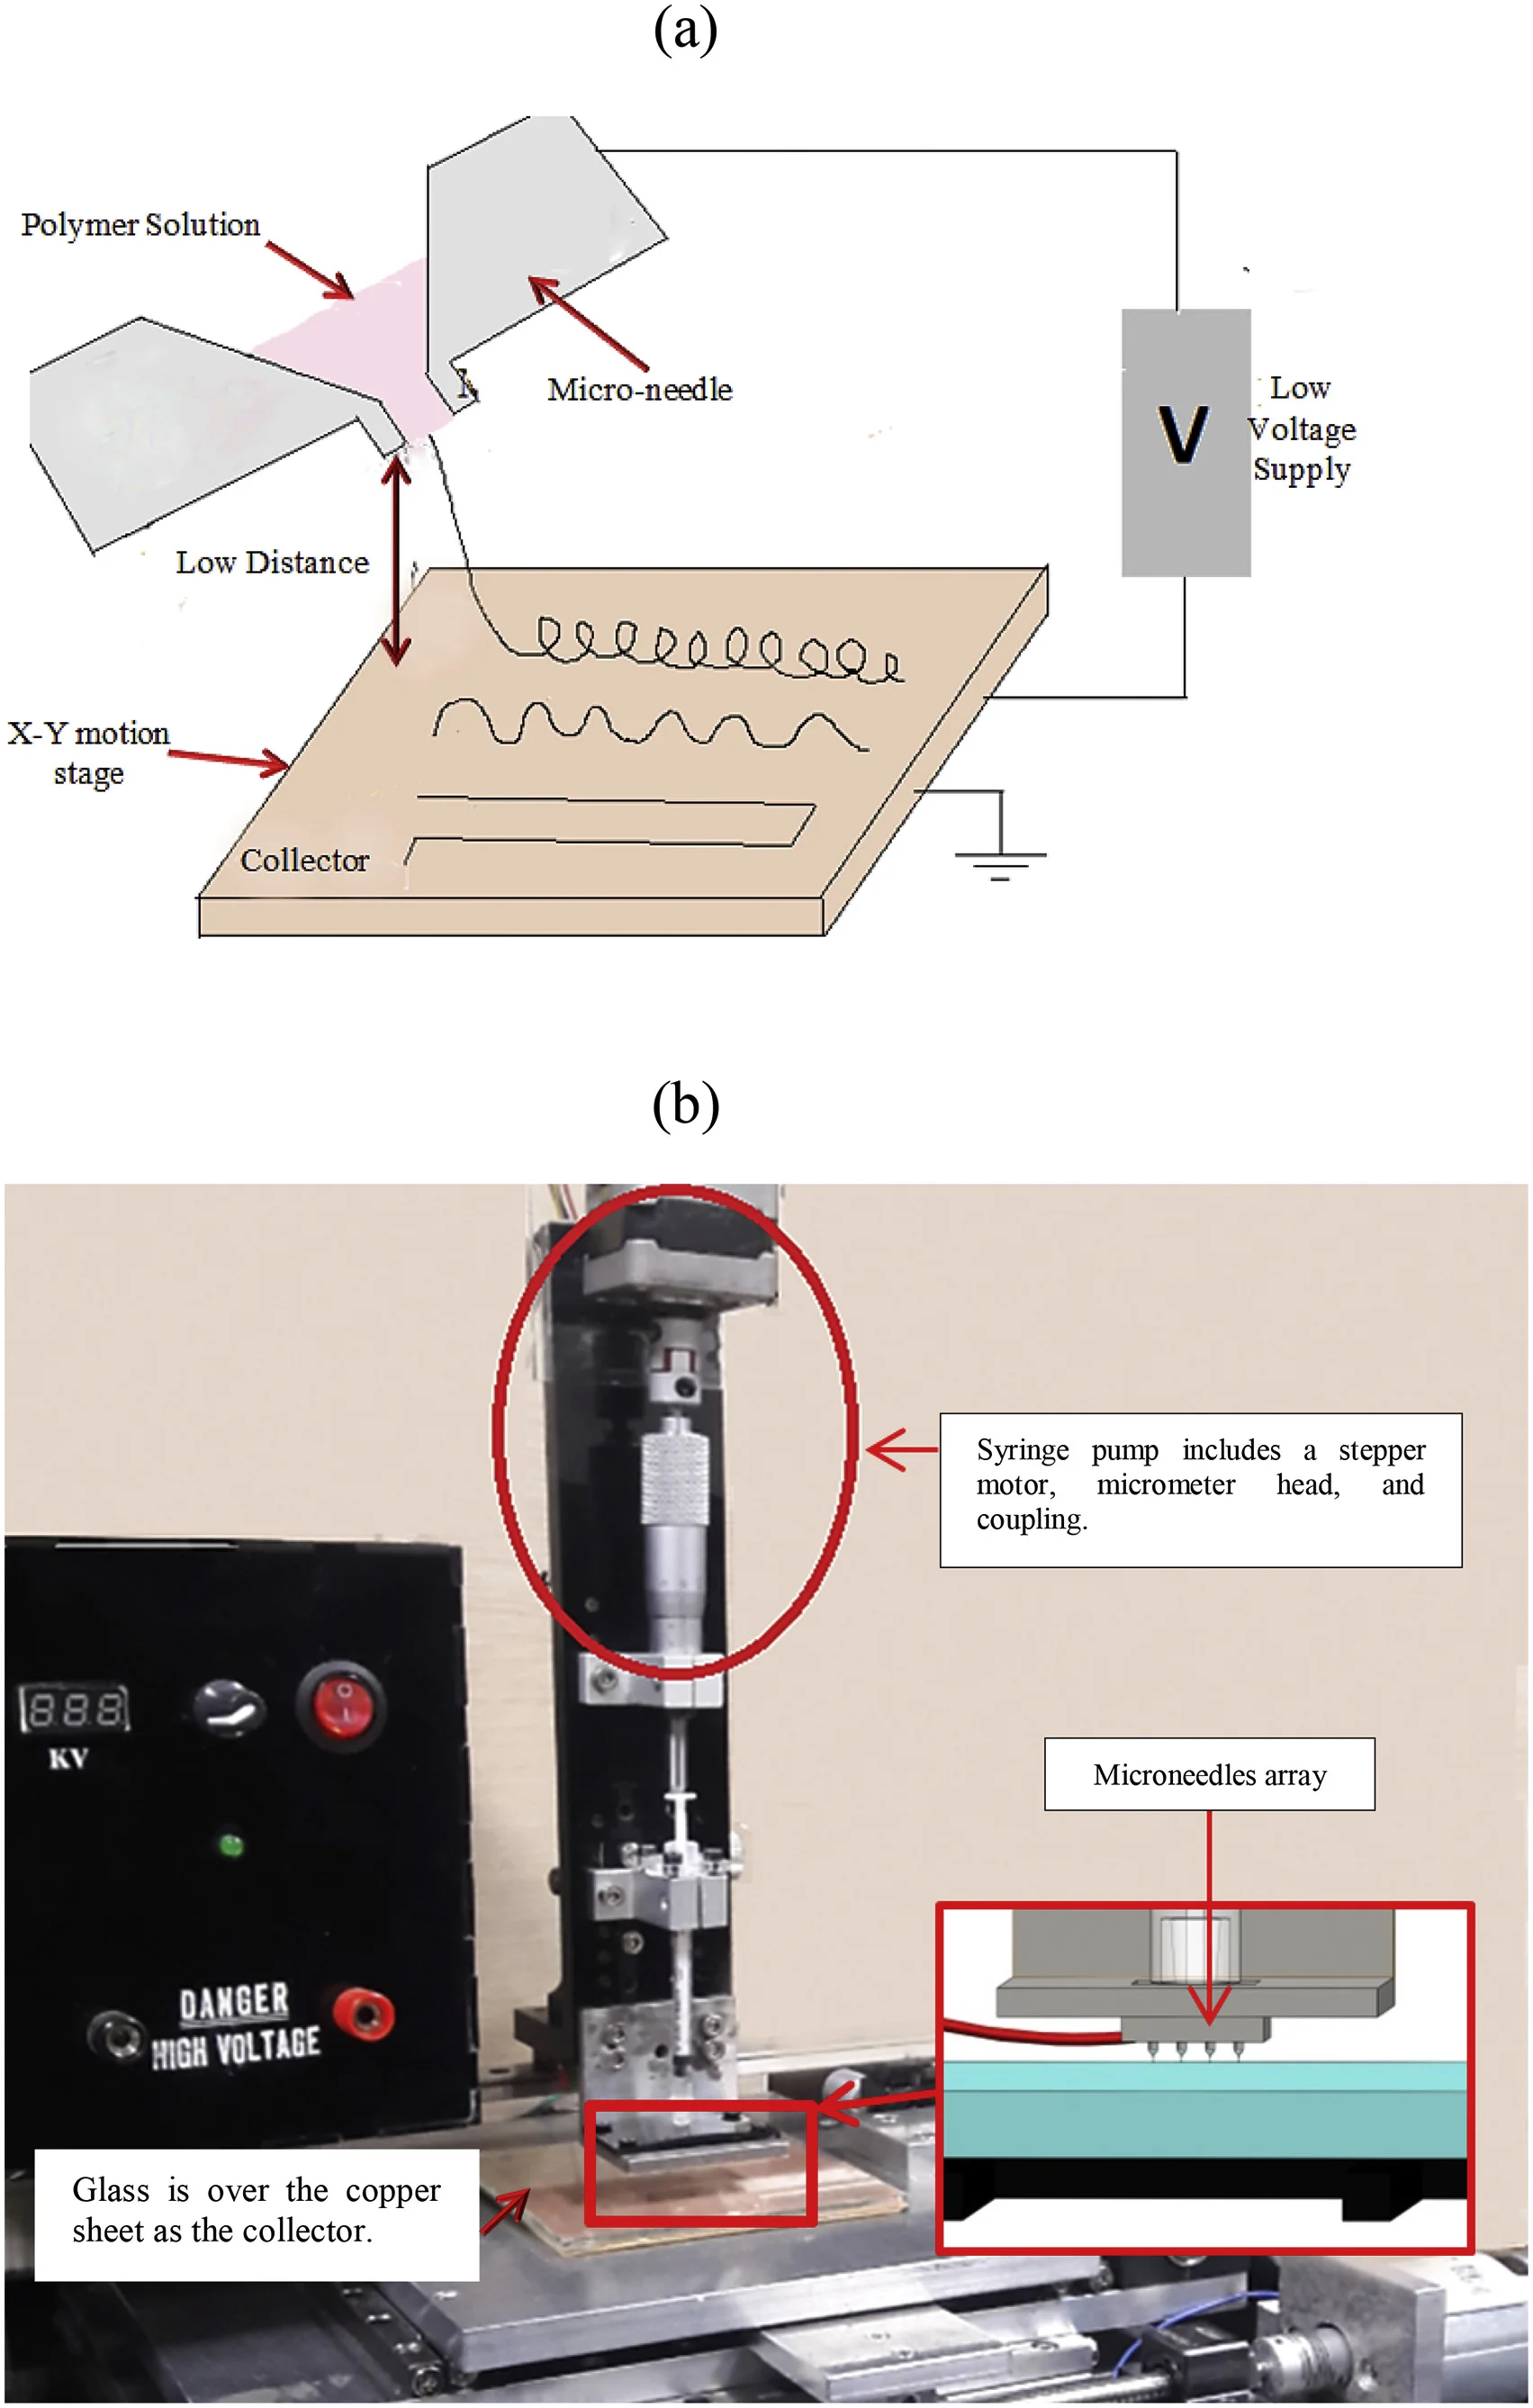 (a)
Polymer Solution
Micro-needle
V
Low
Voltage
Supply
Low Distance
X-Y motion
stage
Collector
(b)
Syringe pump includes a stepper
motor, micrometer head, and
coupling.
888
KV
Microneedles array
DANGER
HIGH VOLTAGE
Glass is over the copper
sheet as the collector.